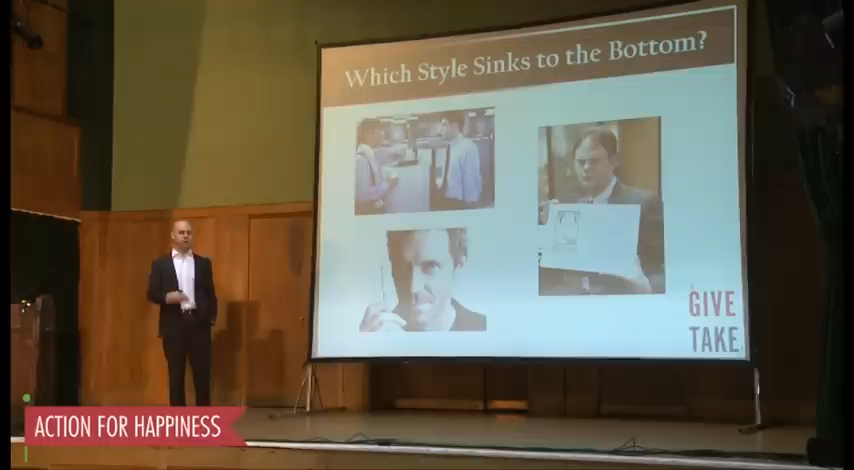 Which Style Sinks to the Bottom?
GIVE
TAKE
ACTION FOR HAPPINESS